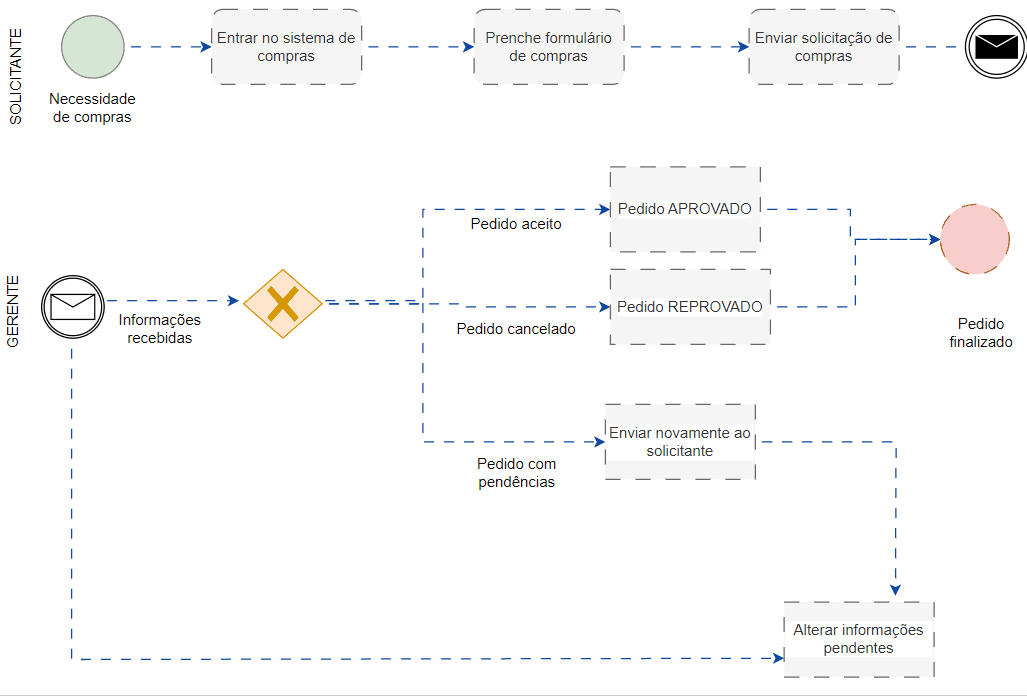 SOLICITANTE
Necessidade
de compras
Entrar no sistema de
compras
Prenche formulário
de compras
Enviar solicitação de
compras
GERENTE
Informações
recebidas
Pedido aceito
Pedido APROVADO
Pedido cancelado
Pedido REPROVADO
Pedido
finalizado
Pedido com
pendências
Enviar novamente ao
solicitante
Alterar informações
pendentes